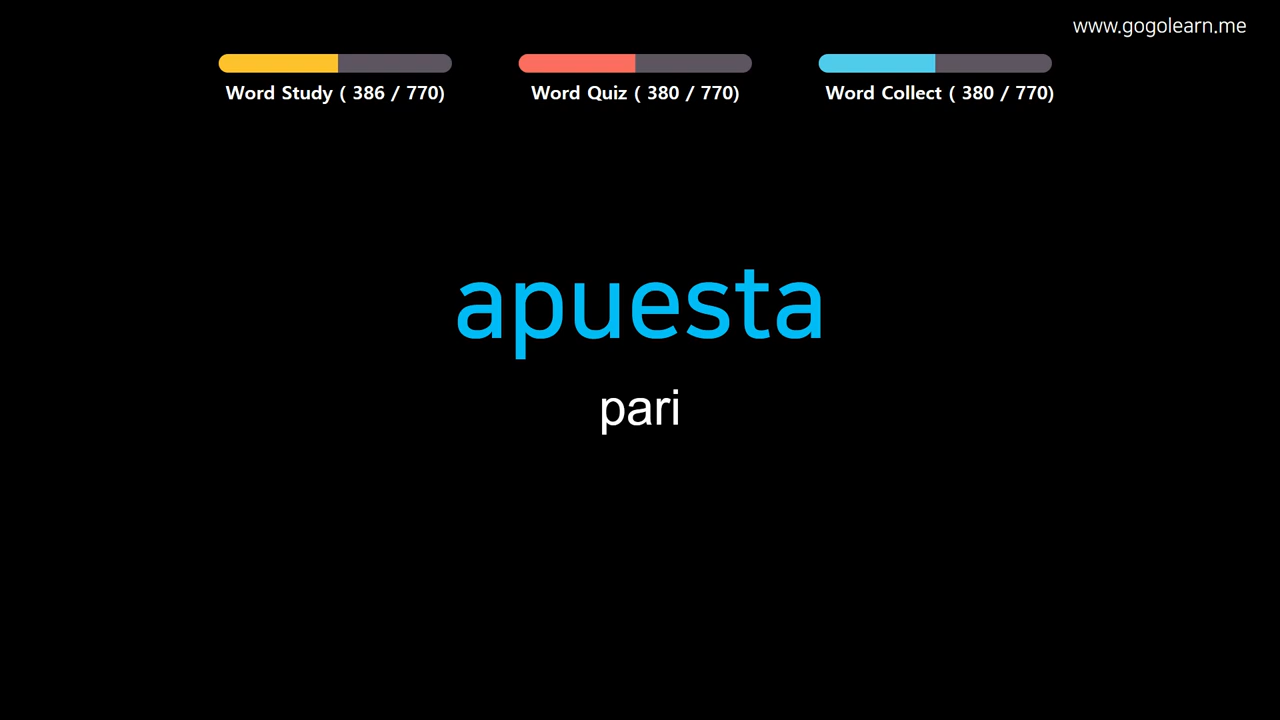 www.gogolearn.me
Word Study ( 386 / 770)
Word Quiz ( 380 / 770)
Word Collect ( 380 / 770)
apuesta
pari